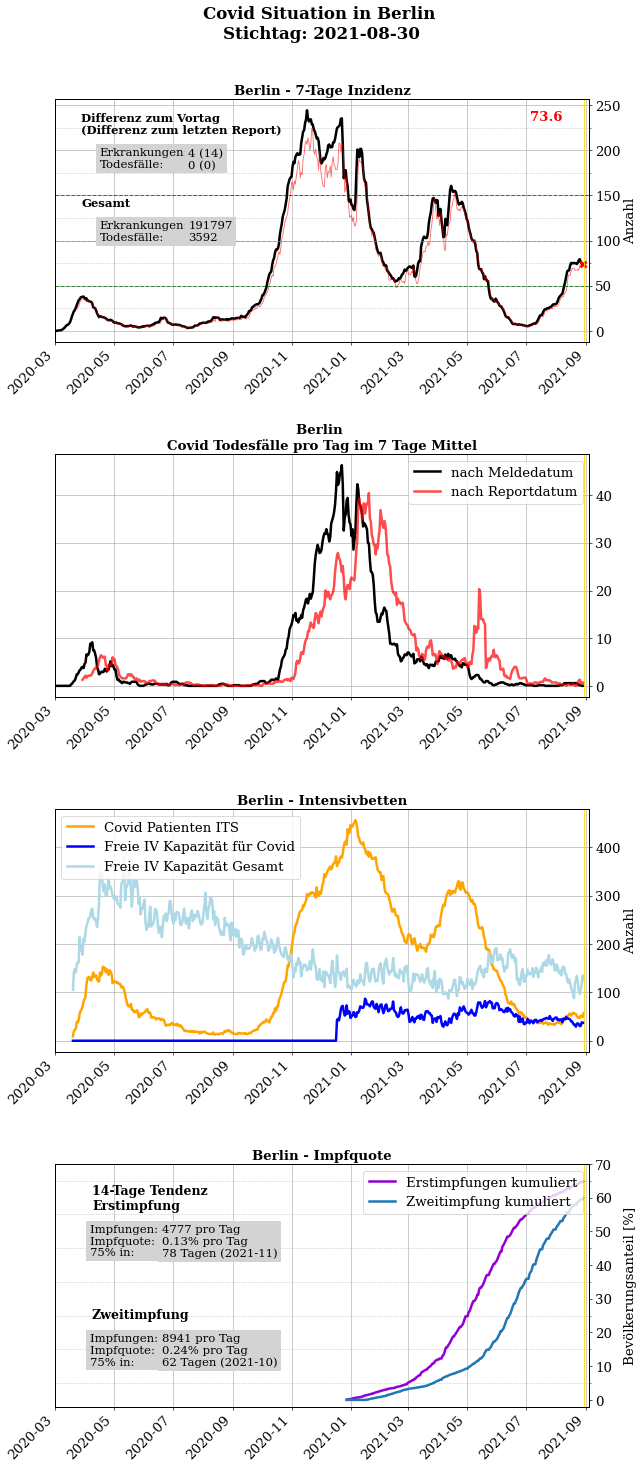 Covid Situation in Berlin
Stichtag: 2021-08-30
Berlin - 7-Tage Inzidenz
Differenz zum Vortag
(Differenz zum letzten Report)
Erkrankungen 4 (14)
Todesfälle: 0 (0)
Gesamt
Erkrankungen 191797
Todesfälle: 3592
73.6
250
200
150
100
50
0
Anzahl
2020-03 2020-05 2020-07 2020-09 2020-11 2021-01 2021-03 2021-05 2021-07 2021-09
Berlin
Covid Todesfälle pro Tag im 7 Tage Mittel
nach Meldedatum
nach Reportdatum
40
30
20
10
0
2020-03 2020-05 2020-07 2020-09 2020-11 2021-01 2021-03 2021-05 2021-07 2021-09
Berlin - Intensivbetten
Covid Patienten ITS
Freie IV Kapazität für Covid
Freie IV Kapazität Gesamt
400
300
200
100
0
Anzahl
2020-03 2020-05 2020-07 2020-09 2020-11 2021-01 2021-03 2021-05 2021-07 2021-09
Berlin - Impfquote
14-Tage Tendenz
Erstimpfung
Impfungen: 4777 pro Tag
Impfquote: 0.13% pro Tag
75% in: 78 Tagen (2021-11)
Zweitimpfung
Impfungen: 8941 pro Tag
Impfquote: 0.24% pro Tag
75% in: 62 Tagen (2021-10)
Erstimpfungen kumuliert
Zweitimpfung kumuliert
70
60
50
40
30
20
10
0
Bevölkerungsanteil [%]
2020-03 2020-05 2020-07 2020-09 2020-11 2021-01 2021-03 2021-05 2021-07 2021-09